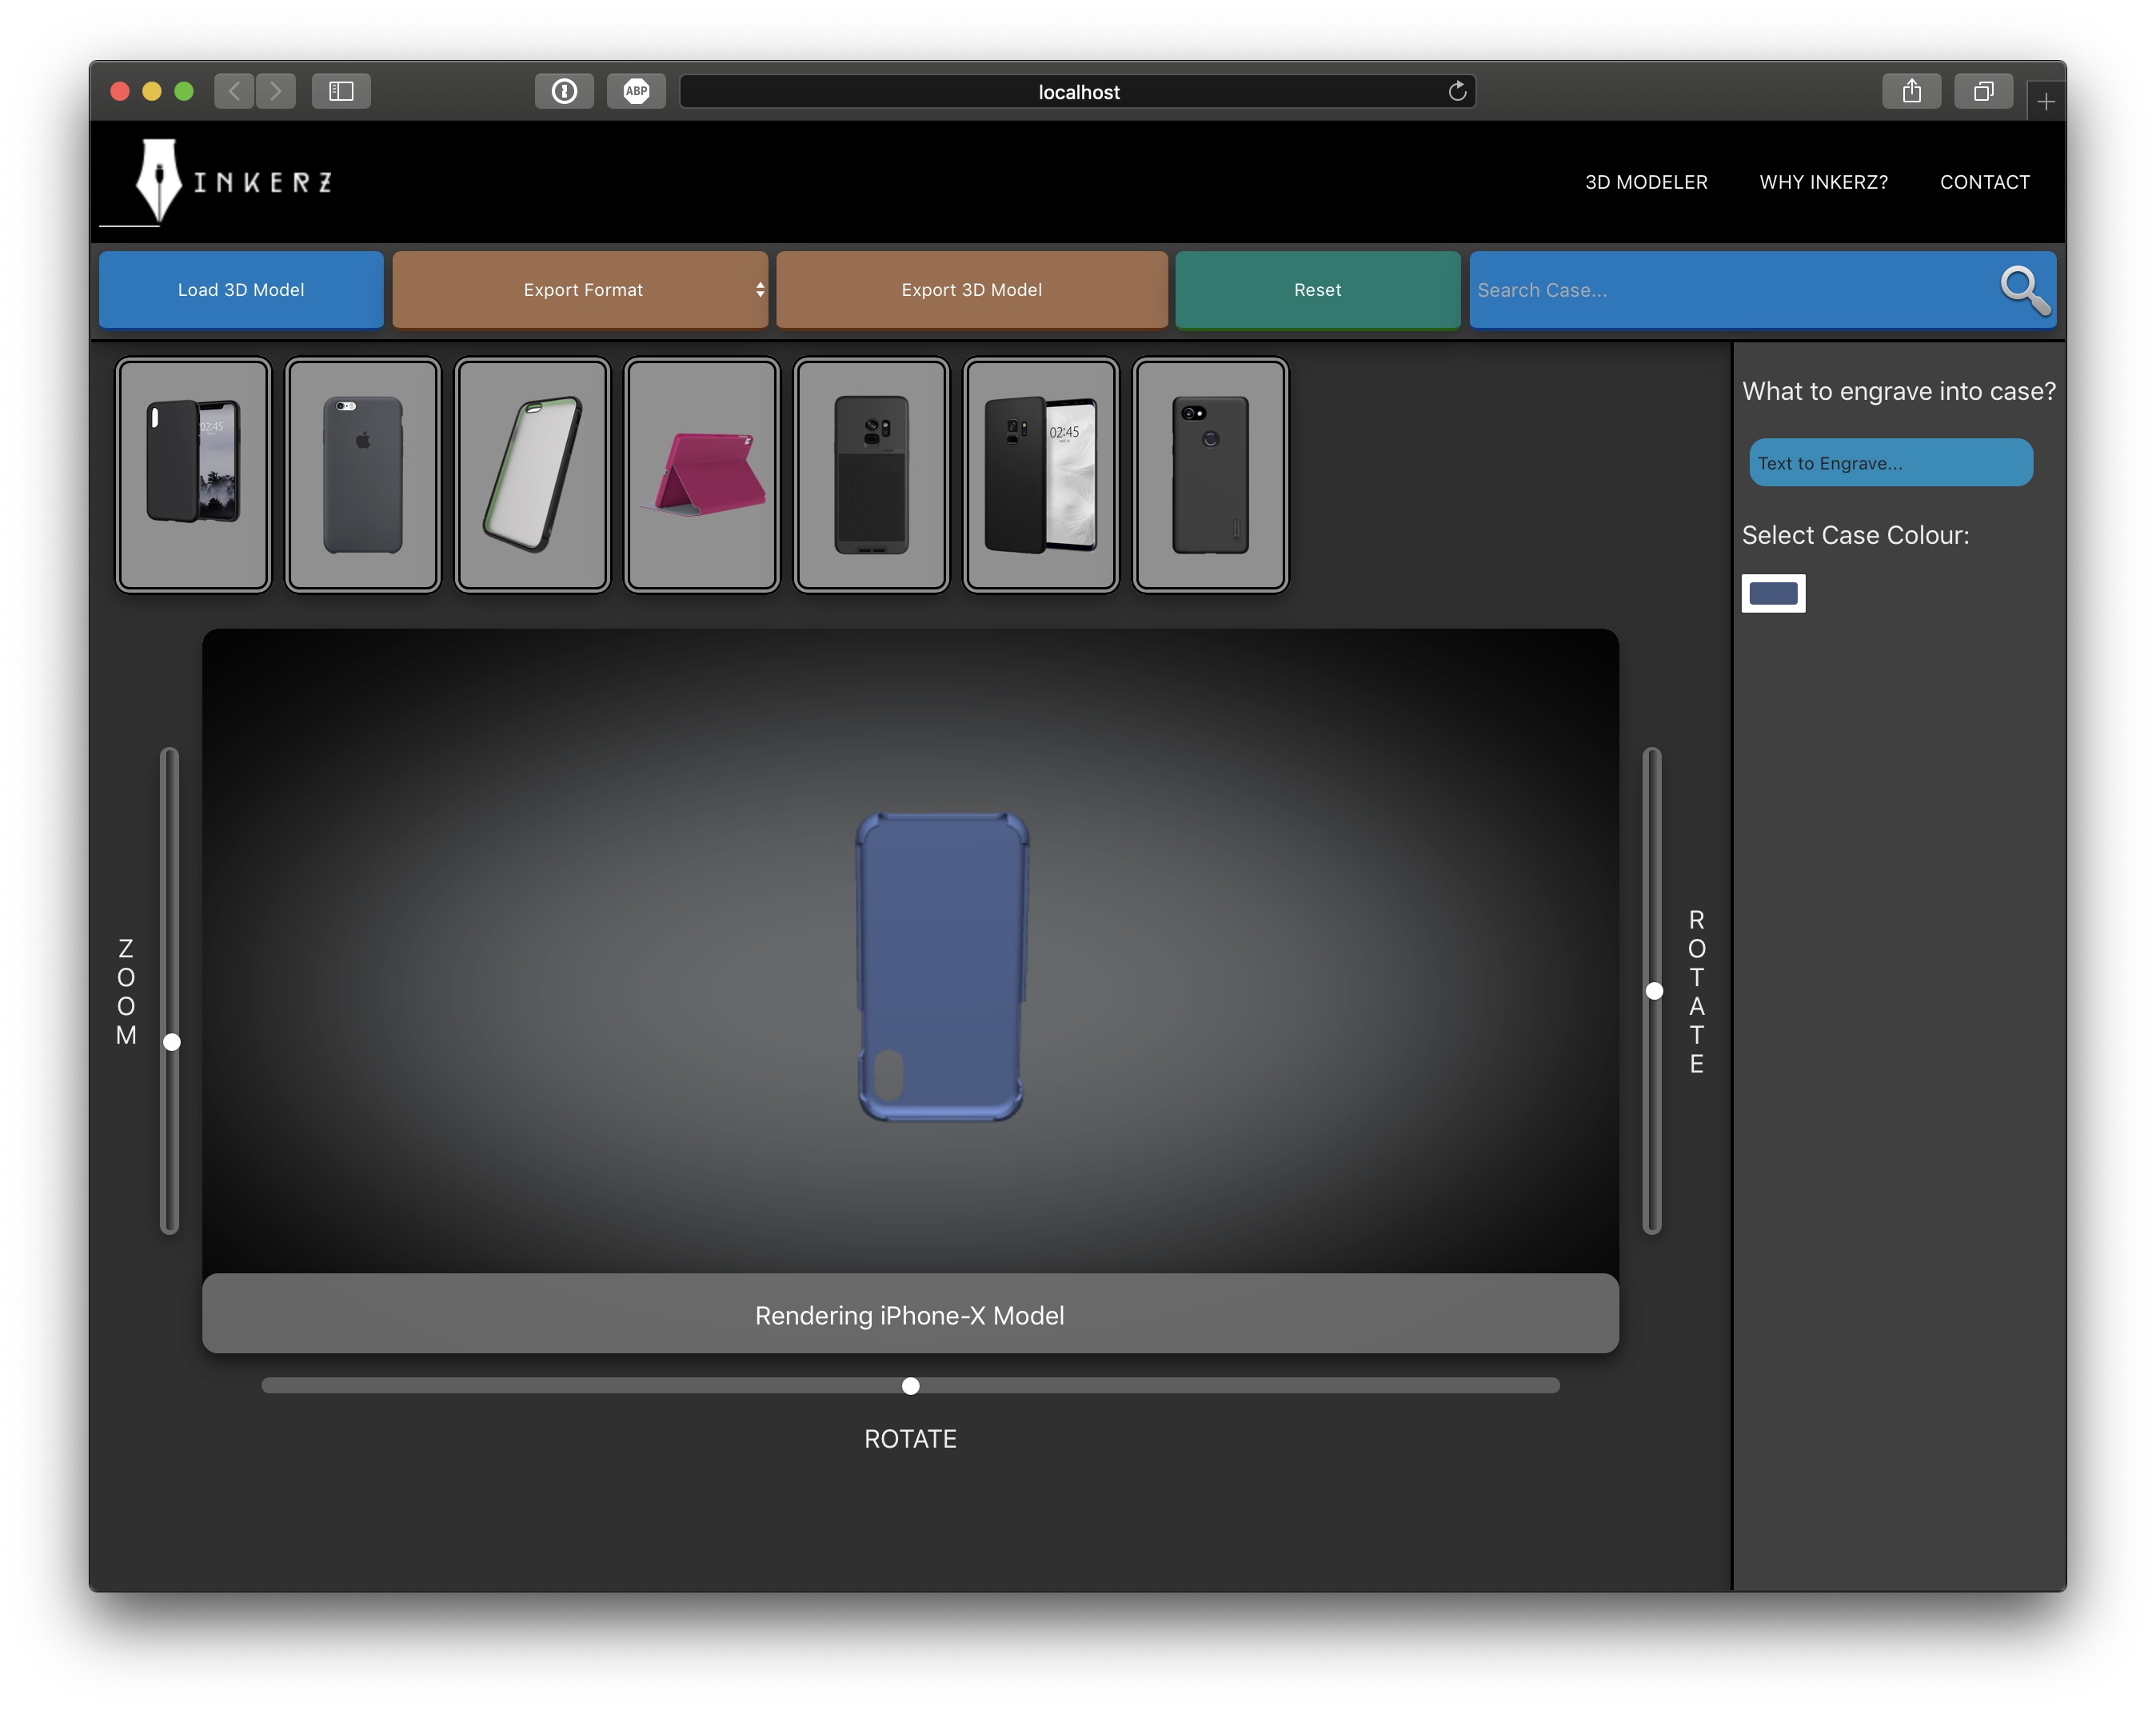 ABP
localhost
INKERZ
3D MODELER WHY INKERZ? CONTACT
Load 3D Model
Export Format
Export 3D Model
Reset
Search Case...
02:45
02:45
What to engrave into case?
Text to Engrave...
Select Case Colour:
ZOOM
ROTATE
Rendering iPhone-X Model
ROTATE